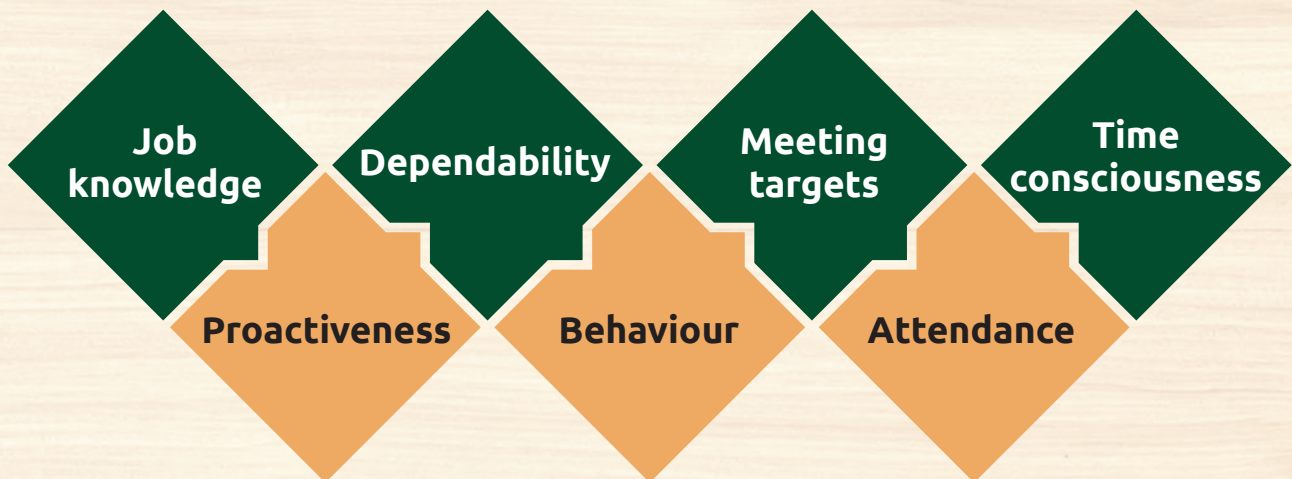 Job
knowledge
Dependability
Meeting
targets
Time
consciousness
Proactiveness
Behaviour
Attendance